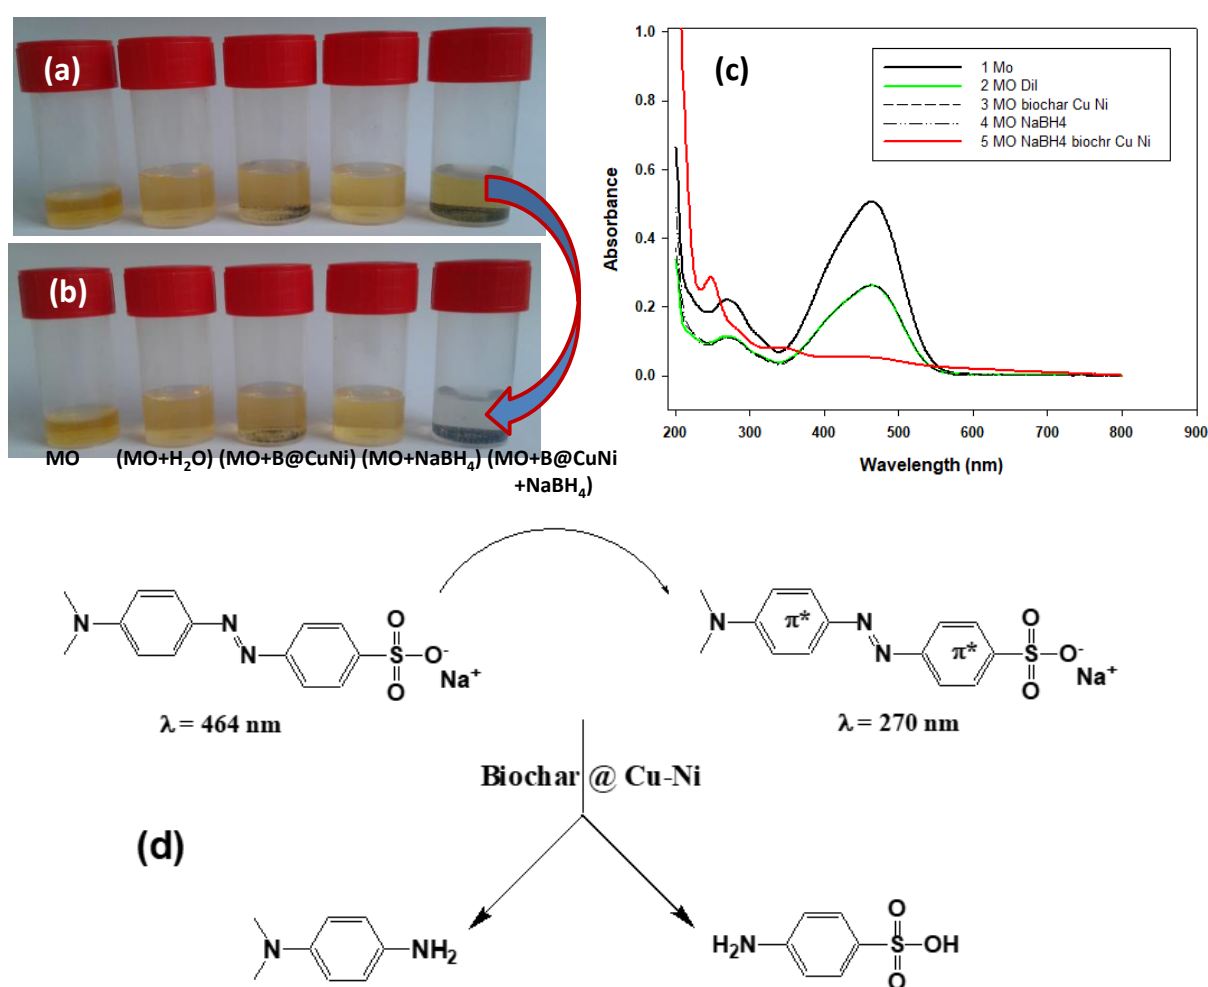 (a)
(b)
MO (MO+H₂O) (MO+B@CuNi) (MO+NaBH₄) (MO+B@CuNi
+NaBH₄)
(c)
1 Mo
2 MO Dil
3 MO biochar Cu Ni
4 MO NaBH4
5 MO NaBH4 biochr Cu Ni
Absorbance
1.0
0.8
0.6
0.4
0.2
0.0
200 300 400 500 600 700 800 900
Wavelength (nm)
N N N S O O O⁻ Na⁺
λ = 464 nm
N π* N N π* S O O O⁻ Na⁺
λ = 270 nm
Biochar @ Cu-Ni
(d)
N NH₂
H₂N S O O OH